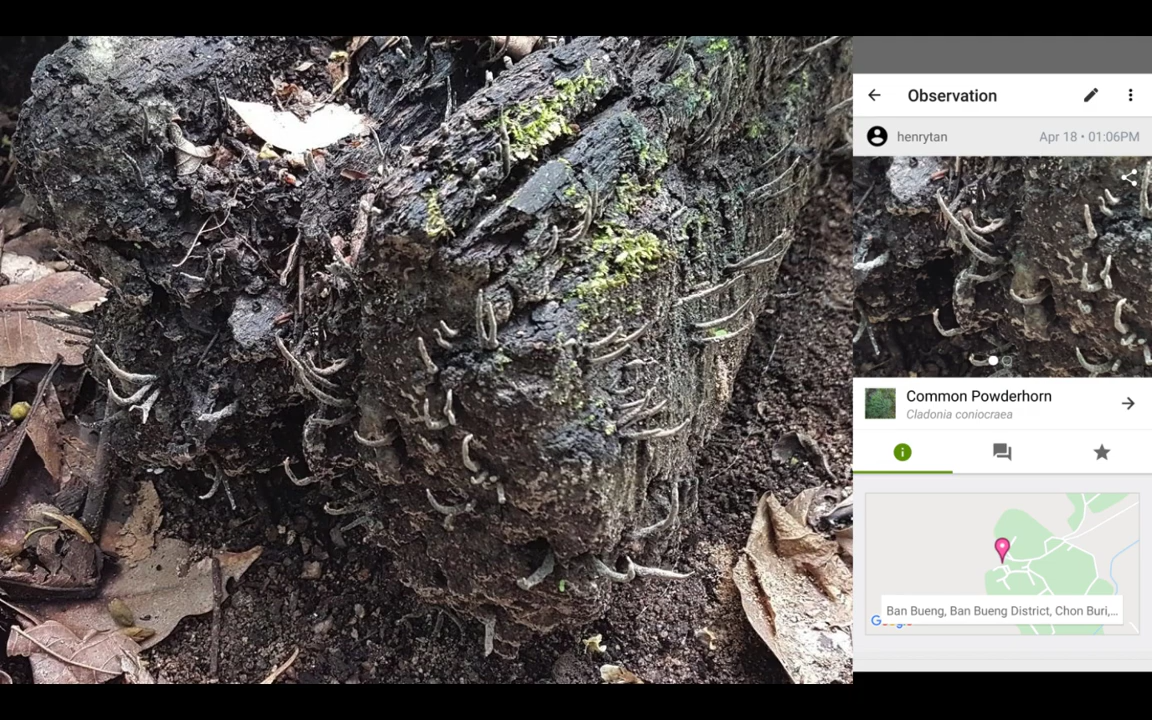 Observation
henrytan
Apr 18 • 01:06PM
Common Powderhorn
Cladonia coniocraea
Ban Bueng, Ban Bueng District, Chon Buri,...
Google